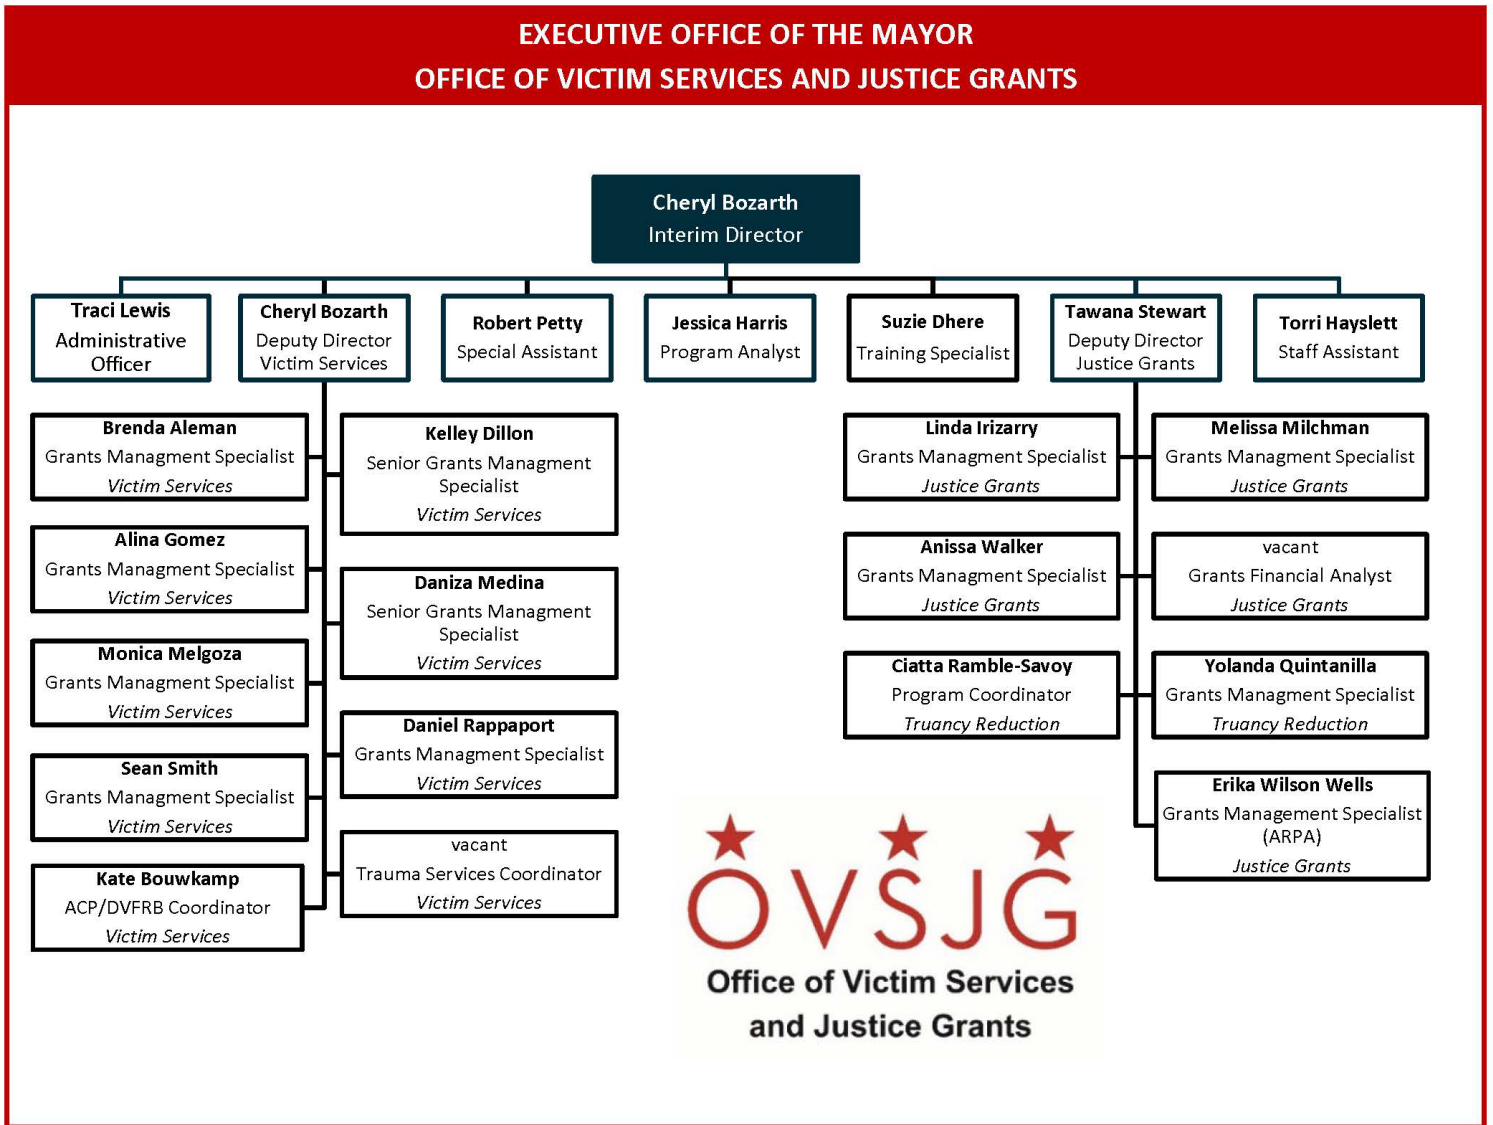 EXECUTIVE OFFICE OF THE MAYOR
OFFICE OF VICTIM SERVICES AND JUSTICE GRANTS
Cheryl Bozarth
Interim Director
Traci Lewis
Administrative
Officer
Cheryl Bozarth
Deputy Director
Victim Services
Robert Petty
Special Assistant
Jessica Harris
Program Analyst
Suzie Dhere
Training Specialist
Tawana Stewart
Deputy Director
Justice Grants
Torri Hayslett
Staff Assistant
Brenda Aleman
Grants Managment Specialist
Victim Services
Kelley Dillon
Senior Grants Managment
Specialist
Victim Services
Alina Gomez
Grants Managment Specialist
Victim Services
Daniza Medina
Senior Grants Managment
Specialist
Victim Services
Monica Melgoza
Grants Managment Specialist
Victim Services
Daniel Rappaport
Grants Managment Specialist
Victim Services
Sean Smith
Grants Managment Specialist
Victim Services
vacant
Trauma Services Coordinator
Victim Services
Kate Bouwkamp
ACP/DVFRB Coordinator
Victim Services
Linda Irizarry
Grants Managment Specialist
Justice Grants
Melissa Milchman
Grants Managment Specialist
Justice Grants
Anissa Walker
Grants Managment Specialist
Justice Grants
vacant
Grants Financial Analyst
Justice Grants
Ciatta Ramble-Savoy
Program Coordinator
Truancy Reduction
Yolanda Quintanilla
Grants Managment Specialist
Truancy Reduction
Erika Wilson Wells
Grants Management Specialist
(ARPA)
Justice Grants
OVSJG
Office of Victim Services
and Justice Grants